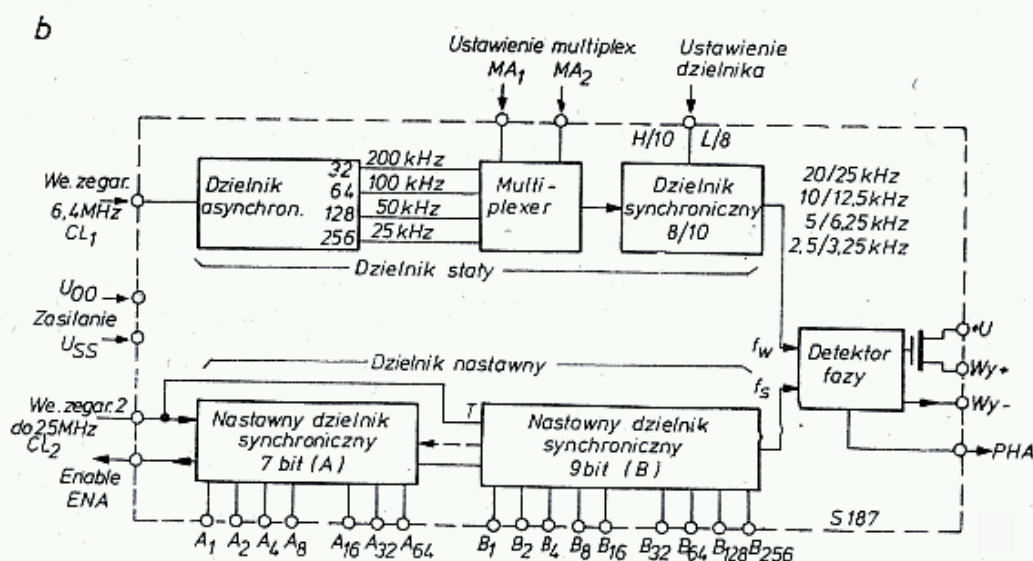 b
Ustawienie multiplex.
MA1 MA2
Ustawienie
dzielnika
H/10 L/8
We. zegar.
6,4MHz
CL1
Dzielnik
asynchron.
32
64
128
256
200 kHz
100 kHz
50 kHz
25 kHz
Multi-
plexer
Dzielnik
synchroniczny
8/10
20/25 kHz
10/12,5 kHz
5/6,25 kHz
2,5/3,25 kHz
Dzielnik stały
UDD
Zasilanie
USS
Dzielnik nastawny
We. zegar. 2
do 25MHz
CL2
Enable
ENA
Nastawny dzielnik
synchroniczny
7 bit (A)
T
Nastawny dzielnik
synchroniczny
9 bit (B)
fw
fs
Detektor
fazy
+U
Wy+
Wy-
PHA
A1 A2 A4 A8 A16 A32 A64
B1 B2 B4 B8 B16 B32 B64 B128 B256
S 187